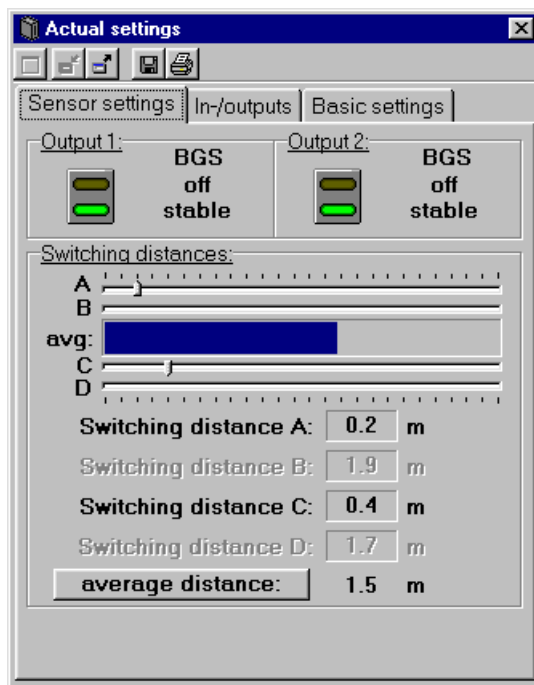 Actual settings
Sensor settings In-/outputs Basic settings
Output 1: Output 2:
BGS BGS
off off
stable stable
Switching distances:
A
B
avg:
C
D
Switching distance A: 0.2 m
Switching distance B: 1.9 m
Switching distance C: 0.4 m
Switching distance D: 1.7 m
average distance: 1.5 m